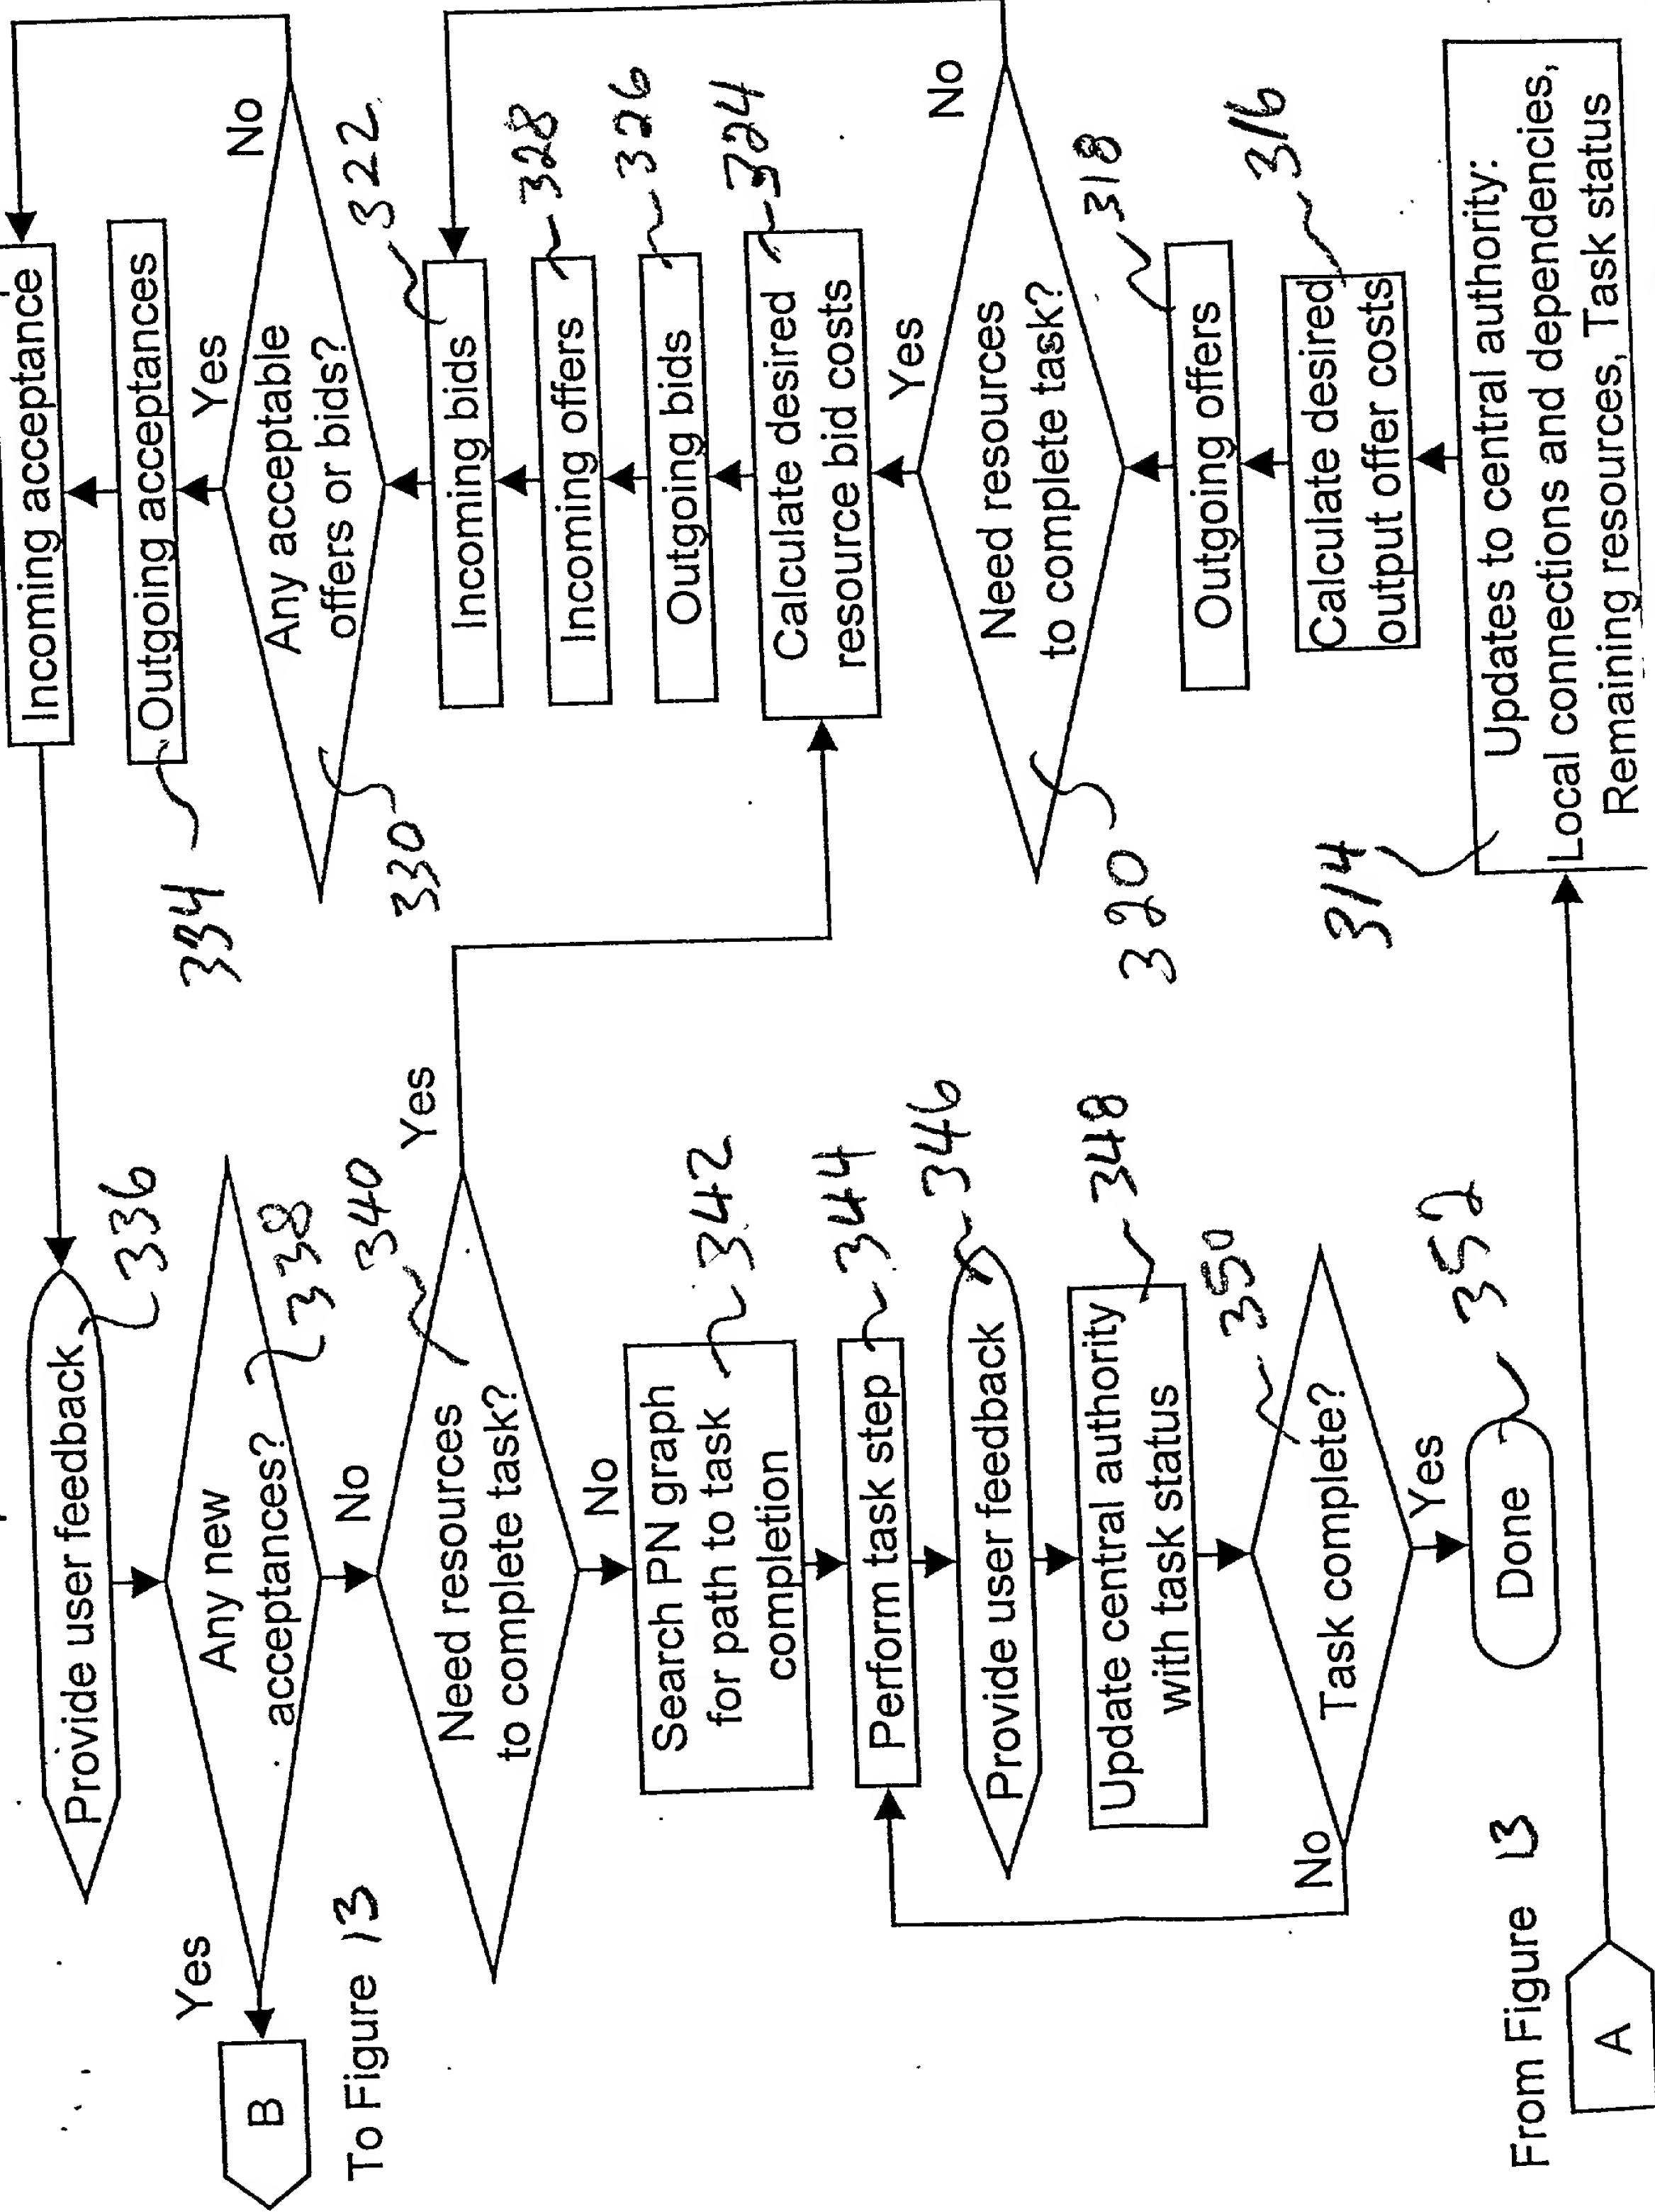 Provide user feedback
336
Any new
acceptances?
338
Yes
B
To Figure 13
No
340
Need resources
to complete task?
Yes
No
Search PN graph
for path to task
completion
342
Perform task step
344
Provide user feedback
346
Update central authority
with task status
348
Task complete?
350
No
Yes
Done
352
From Figure 13
A
Incoming acceptance
Outgoing acceptances
334
Yes
No
Any acceptable
offers or bids?
330
Incoming bids
322
Incoming offers
328
Outgoing bids
326
Calculate desired
resource bid costs
324
Yes
No
Need resources
to complete task?
320
Outgoing offers
318
Calculate desired
output offer costs
316
Updates to central authority:
Local connections and dependencies,
Remaining resources, Task status
314